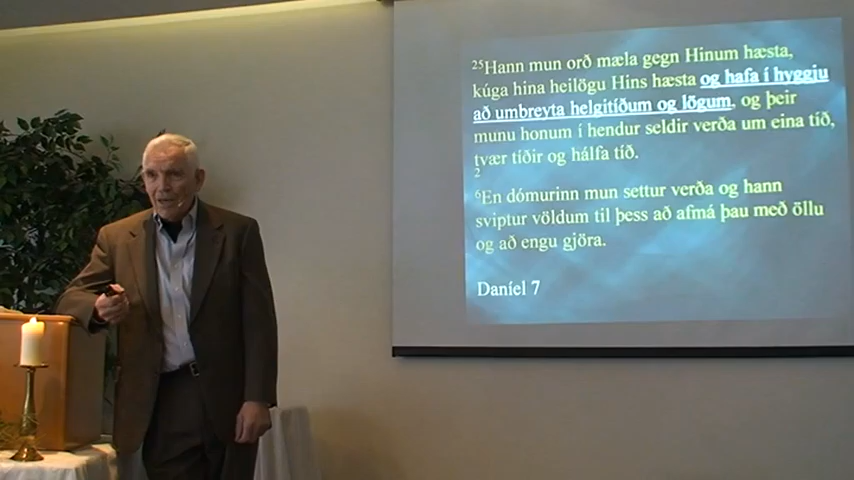 ²⁵Hann mun orð mæla gegn Hinum hæsta,
kúga hina heilögu Hins hæsta og hafa í hyggju
að umbreyta helgitíðum og lögum, og þeir
munu honum í hendur seldir verða um eina tíð,
tvær tíðir og hálfa tíð.
²
⁶En dómurinn mun settur verða og hann
sviptur völdum til þess að afmá þau með öllu
og að engu gjöra.
Daníel 7